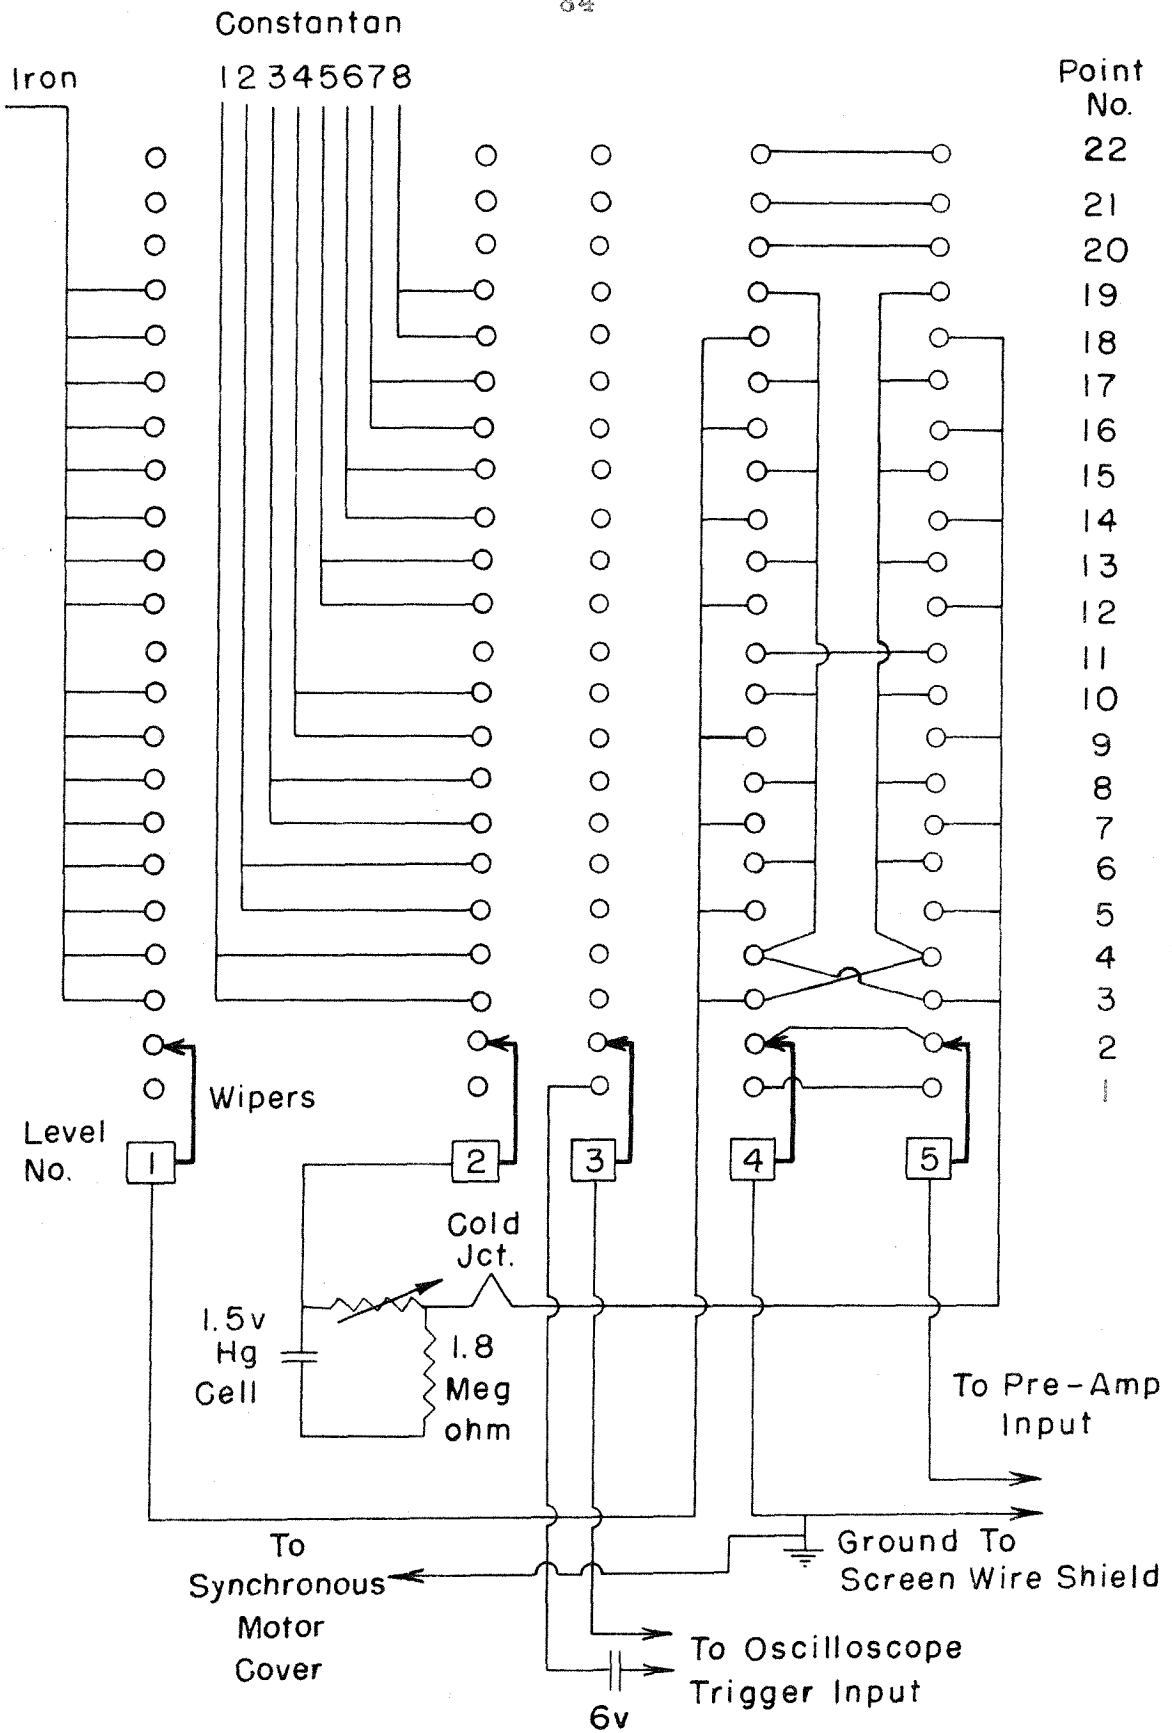 84
Constantan
Iron
1 2 3 4 5 6 7 8
Point
No.
22
21
20
19
18
17
16
15
14
13
12
11
10
9
8
7
6
5
4
3
2
1
Wipers
Level
No.
1
2
3
4
5
Cold
Jct.
1.5v
Hg
Cell
1.8
Meg
ohm
To Pre-Amp
Input
Ground To
Screen Wire Shield
To
Synchronous
Motor
Cover
To Oscilloscope
Trigger Input
6v